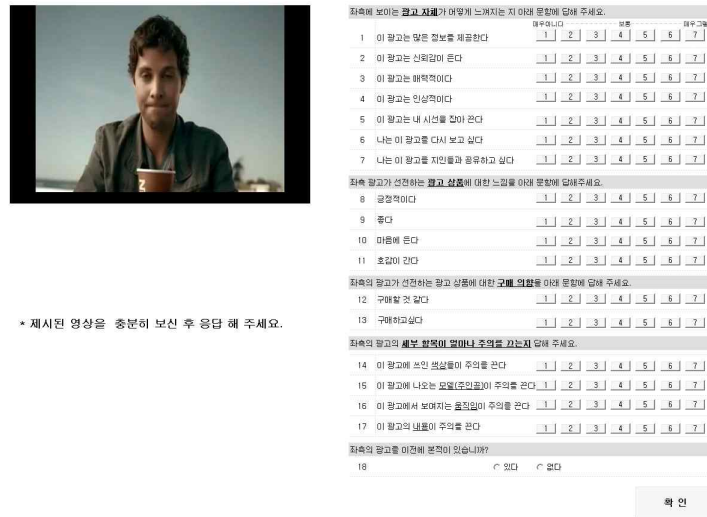 * 제시된 영상을 충분히 보신 후 응답 해 주세요.
좌측에 보이는 광고 자체가 어떻게 느껴지는 지 아래 문항에 답해 주세요.
매우아니다 보통
1 이 광고는 많은 정보를 제공한다 1 2 3 4 5 6 7
2 이 광고는 신뢰감이 든다 1 2 3 4 5 6 7
3 이 광고는 매력적이다 1 2 3 4 5 6 7
4 이 광고는 인상적이다 1 2 3 4 5 6 7
5 이 광고는 내 시선을 잡아 끈다 1 2 3 4 5 6 7
6 나는 이 광고를 다시 보고 싶다 1 2 3 4 5 6 7
7 나는 이 광고를 지인들과 공유하고 싶다 1 2 3 4 5 6 7
좌측 광고가 선전하는 광고 상품에 대한 느낌을 아래 문항에 답해주세요.
8 긍정적이다 1 2 3 4 5 6 7
9 좋다 1 2 3 4 5 6 7
10 마음에 든다 1 2 3 4 5 6 7
11 호감이 간다 1 2 3 4 5 6 7
좌측의 광고가 선전하는 광고 상품에 대한 구매 의향을 아래 문항에 답해 주세요.
12 구매할 것 같다 1 2 3 4 5 6 7
13 구매하고싶다 1 2 3 4 5 6 7
좌측의 광고의 세부 항목이 얼마나 주의를 끄는지 답해 주세요.
14 이 광고에 쓰인 색상들이 주의를 끈다 1 2 3 4 5 6 7
15 이 광고에 나오는 모델(주인공)이 주의를 끈다 1 2 3 4 5 6 7
16 이 광고에서 보여지는 움직임이 주의를 끈다 1 2 3 4 5 6 7
17 이 광고의 내용이 주의를 끈다 1 2 3 4 5 6 7
좌측의 광고를 이전에 본적이 있습니까?
18 있다 없다
확 인